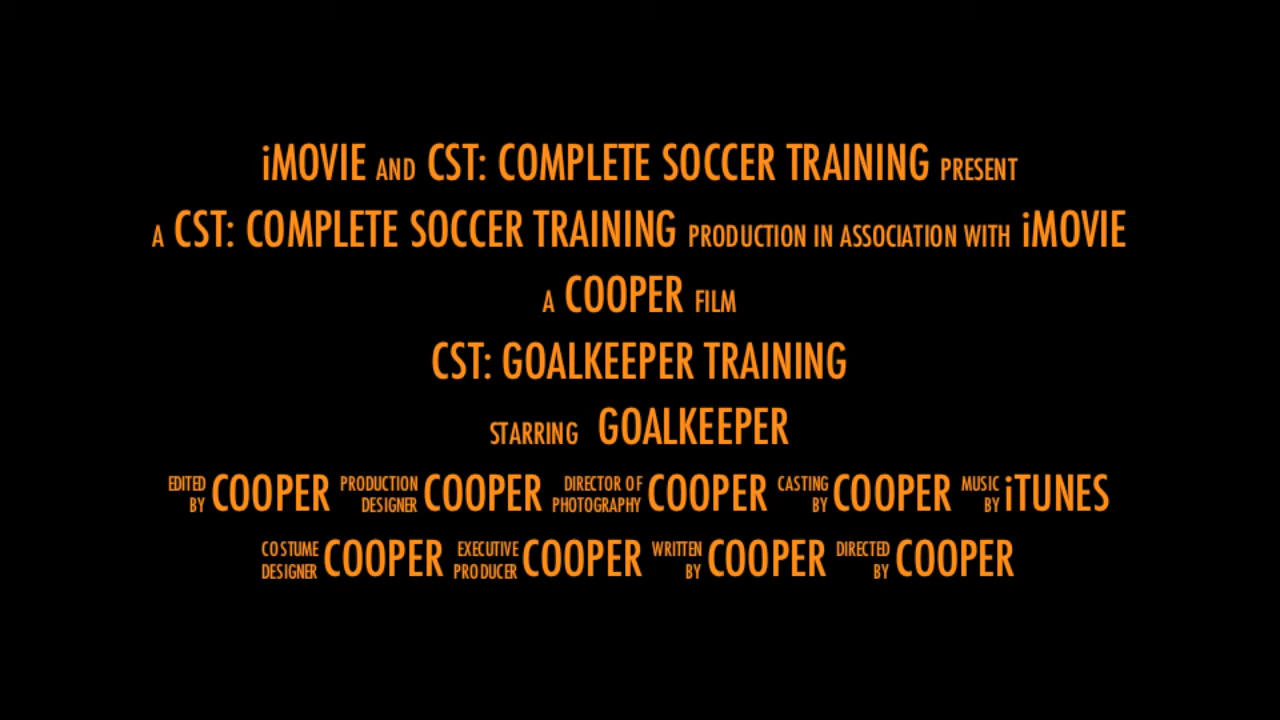 iMOVIE AND CST: COMPLETE SOCCER TRAINING PRESENT
A CST: COMPLETE SOCCER TRAINING PRODUCTION IN ASSOCIATION WITH iMOVIE
A COOPER FILM
CST: GOALKEEPER TRAINING
STARRING GOALKEEPER
EDITED BY COOPER PRODUCTION DESIGNER COOPER DIRECTOR OF PHOTOGRAPHY COOPER CASTING BY COOPER MUSIC BY iTUNES
COSTUME DESIGNER COOPER EXECUTIVE PRODUCER COOPER WRITTEN BY COOPER DIRECTED BY COOPER